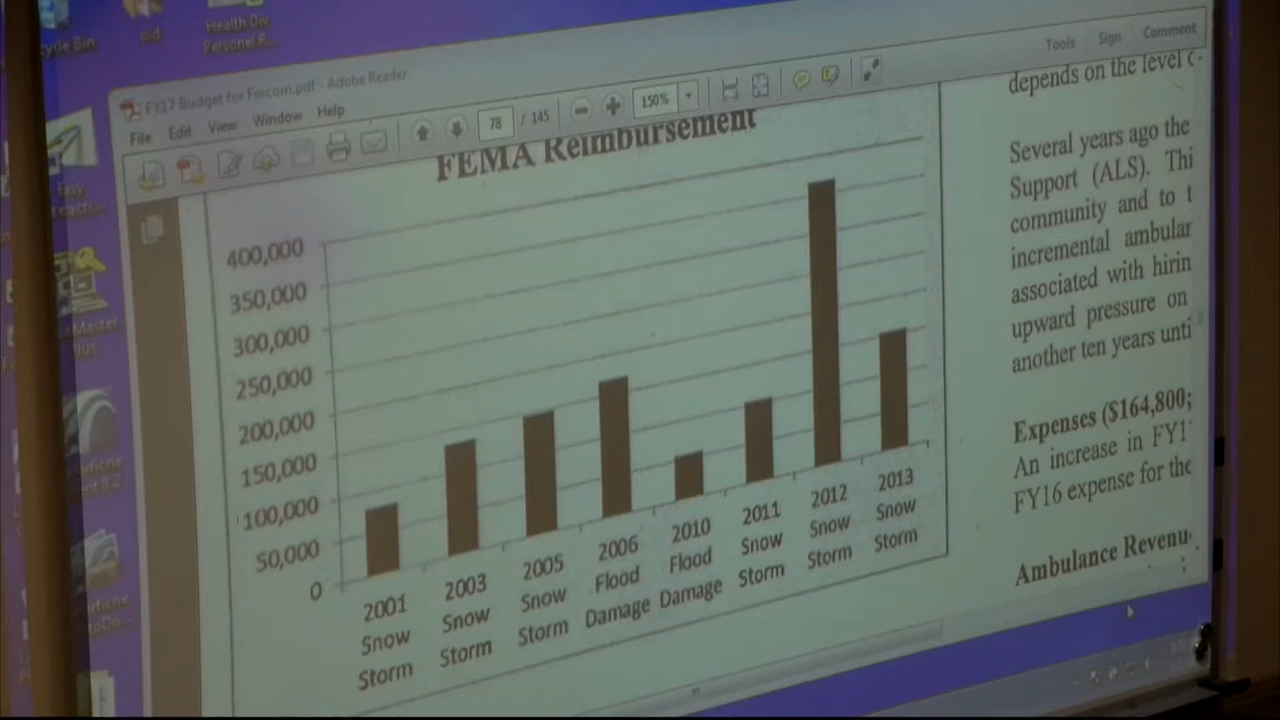 cycle Bin
old
Health Div
Personel R...
FY17 Budget for Fincom.pdf - Adobe Reader
File Edit View Window Help
Tools Sign Comment
78 / 145 150%
FEMA Reimbursement
400,000
350,000
300,000
250,000
200,000
150,000
100,000
50,000
0
2001 Snow Storm
2003 Snow Storm
2005 Snow Storm
2006 Flood Damage
2010 Flood Damage
2011 Snow Storm
2012 Snow Storm
2013 Snow Storm
depends on the level
Several years ago the
Support (ALS). Thi
community and to t
incremental ambular
associated with hirin
upward pressure on
another ten years unti
Expenses ($164,800;
An increase in FY1
FY16 expense for the
Ambulance Revenu